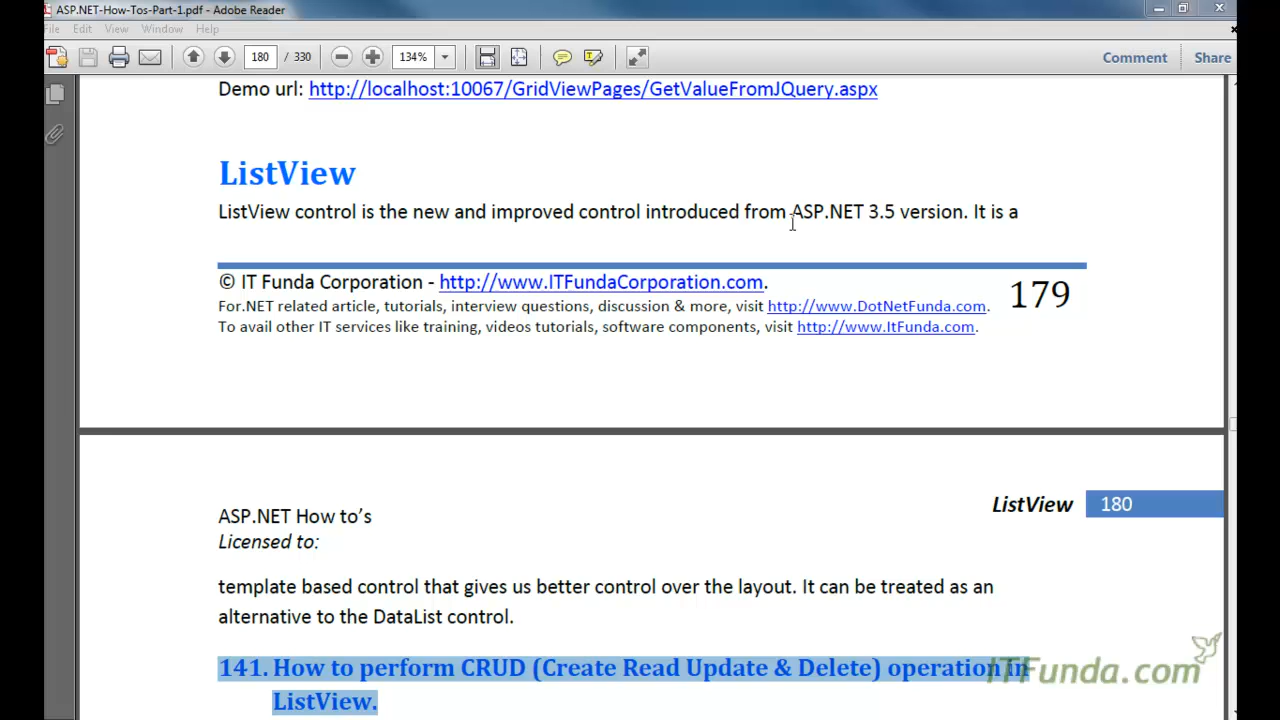 ASP.NET-How-Tos-Part-1.pdf - Adobe Reader
File Edit View Window Help
180 / 330 134% Comment Share
Demo url: http://localhost:10067/GridViewPages/GetValueFromJQuery.aspx
ListView
ListView control is the new and improved control introduced from ASP.NET 3.5 version. It is a
© IT Funda Corporation - http://www.ITFundaCorporation.com.
For.NET related article, tutorials, interview questions, discussion & more, visit http://www.DotNetFunda.com.
To avail other IT services like training, videos tutorials, software components, visit http://www.ItFunda.com.
179
ListView 180
ASP.NET How to’s
Licensed to:
template based control that gives us better control over the layout. It can be treated as an
alternative to the DataList control.
141. How to perform CRUD (Create Read Update & Delete) operation in
ListView.
ITFunda.com